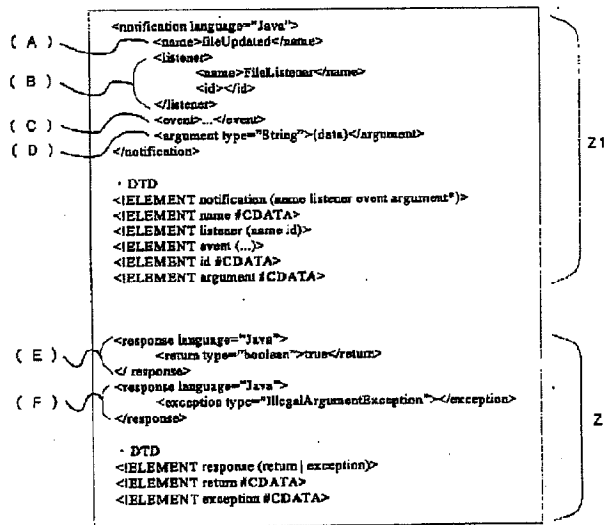 <notification language="Java">
( A ) <name>fileUpdated</name>
( B ) <listener>
<name>FileListener</name>
<id></id>
</listener>
( C ) <event>...</event>
( D ) <argument type="String">{data}</argument>
</notification>
Z1
・DTD
<!ELEMENT notification (name listener event argument*)>
<!ELEMENT name #CDATA>
<!ELEMENT listener (name id)>
<!ELEMENT event (...)>
<!ELEMENT id #CDATA>
<!ELEMENT argument #CDATA>
<response language="Java">
( E ) <return type="boolean">true</return>
</ response>
<response language="Java">
( F ) <exception type="IllegalArgumentException"></exception>
</response>
Z
・DTD
<!ELEMENT response (return | exception)>
<!ELEMENT return #CDATA>
<!ELEMENT exception #CDATA>